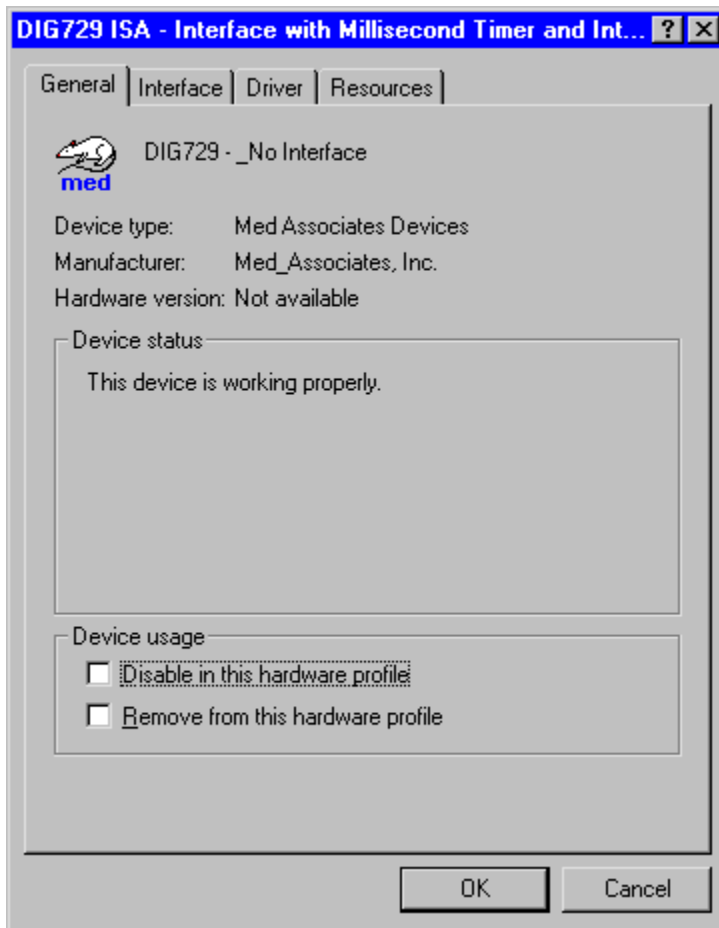 DIG729 ISA - Interface with Millisecond Timer and Int...
General Interface Driver Resources
DIG729 - _No Interface
med
Device type: Med Associates Devices
Manufacturer: Med_Associates, Inc.
Hardware version: Not available
Device status
This device is working properly.
Device usage
Disable in this hardware profile
Remove from this hardware profile
OK Cancel